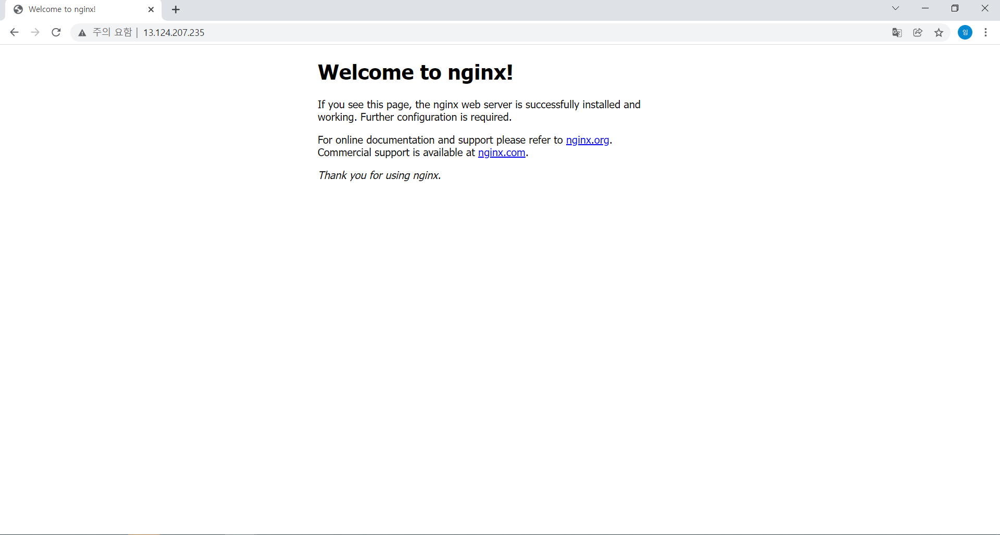 Welcome to nginx!
주의 요함 | 13.124.207.235
임
Welcome to nginx!
If you see this page, the nginx web server is successfully installed and
working. Further configuration is required.
For online documentation and support please refer to nginx.org.
Commercial support is available at nginx.com.
Thank you for using nginx.